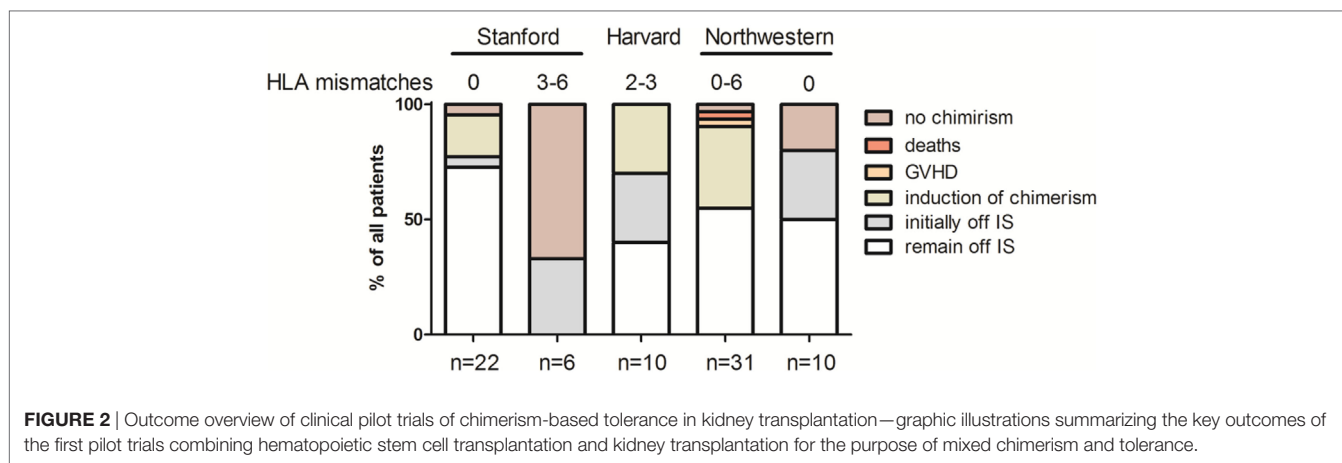 Stanford Harvard Northwestern
HLA mismatches 0 3-6 2-3 0-6 0
100
50
0
% of all patients
no chimirism
deaths
GVHD
induction of chimerism
initially off IS
remain off IS
n=22 n=6 n=10 n=31 n=10
FIGURE 2 | Outcome overview of clinical pilot trials of chimerism-based tolerance in kidney transplantation—graphic illustrations summarizing the key outcomes of
the first pilot trials combining hematopoietic stem cell transplantation and kidney transplantation for the purpose of mixed chimerism and tolerance.